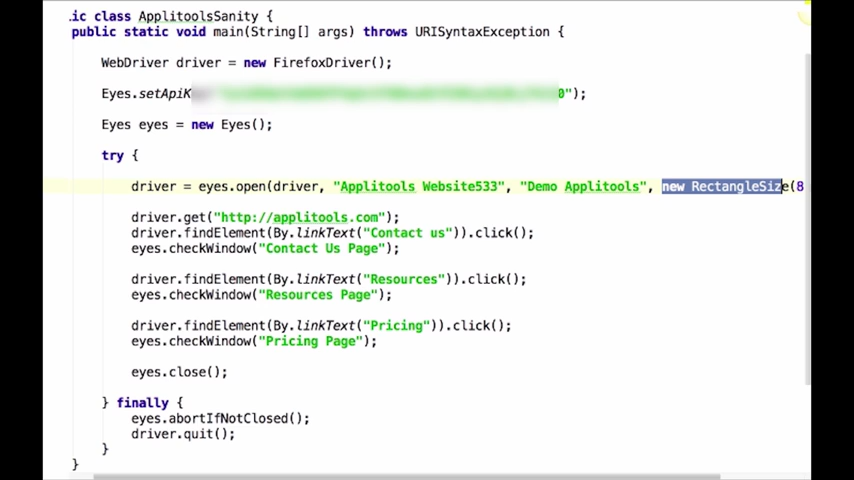 ic class ApplitoolsSanity {
public static void main(String[] args) throws URISyntaxException {
WebDriver driver = new FirefoxDriver();
Eyes.setApiK 0");
Eyes eyes = new Eyes();
try {
driver = eyes.open(driver, "Applitools Website533", "Demo Applitools", new RectangleSize(8
driver.get("http://applitools.com");
driver.findElement(By.linkText("Contact us")).click();
eyes.checkWindow("Contact Us Page");
driver.findElement(By.linkText("Resources")).click();
eyes.checkWindow("Resources Page");
driver.findElement(By.linkText("Pricing")).click();
eyes.checkWindow("Pricing Page");
eyes.close();
} finally {
eyes.abortIfNotClosed();
driver.quit();
}
}